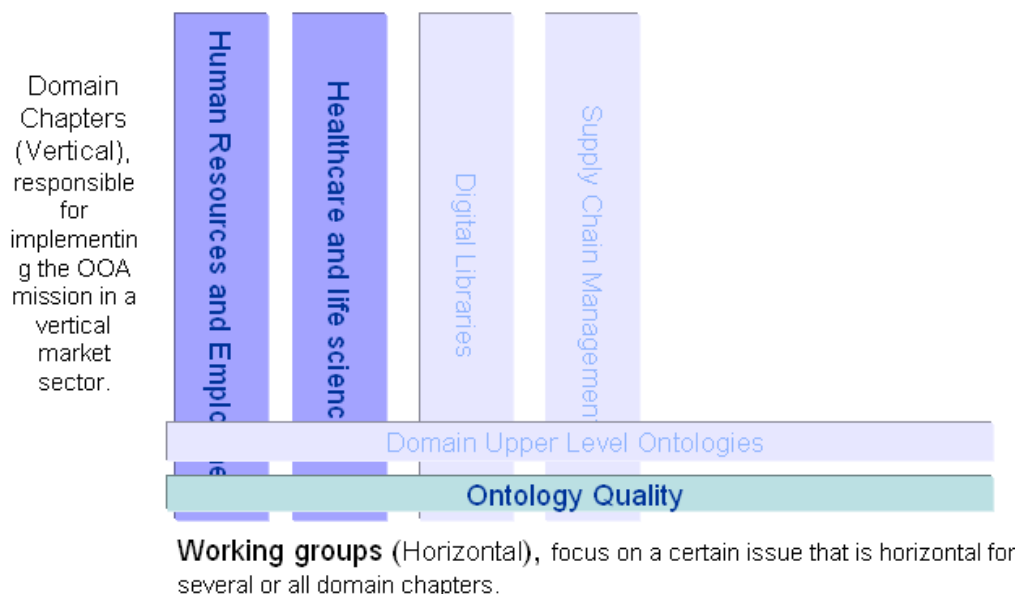 Domain
Chapters
(Vertical),
responsible
for
implementin
g the OOA
mission in a
vertical
market
sector.
Human Resources and Emplo
Healthcare and life scienc
Digital Libraries
Supply Chain Management
Domain Upper Level Ontologies
Ontology Quality
Working groups (Horizontal), focus on a certain issue that is horizontal for
several or all domain chapters.